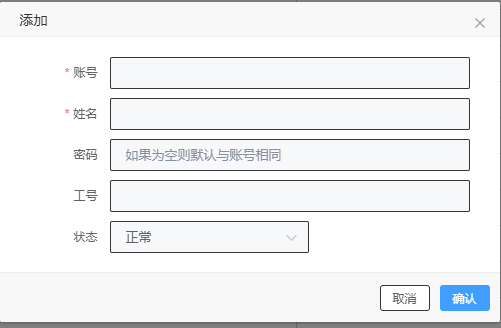 添加
* 账号
* 姓名
密码 如果为空则默认与账号相同
工号
状态 正常
取消 确认